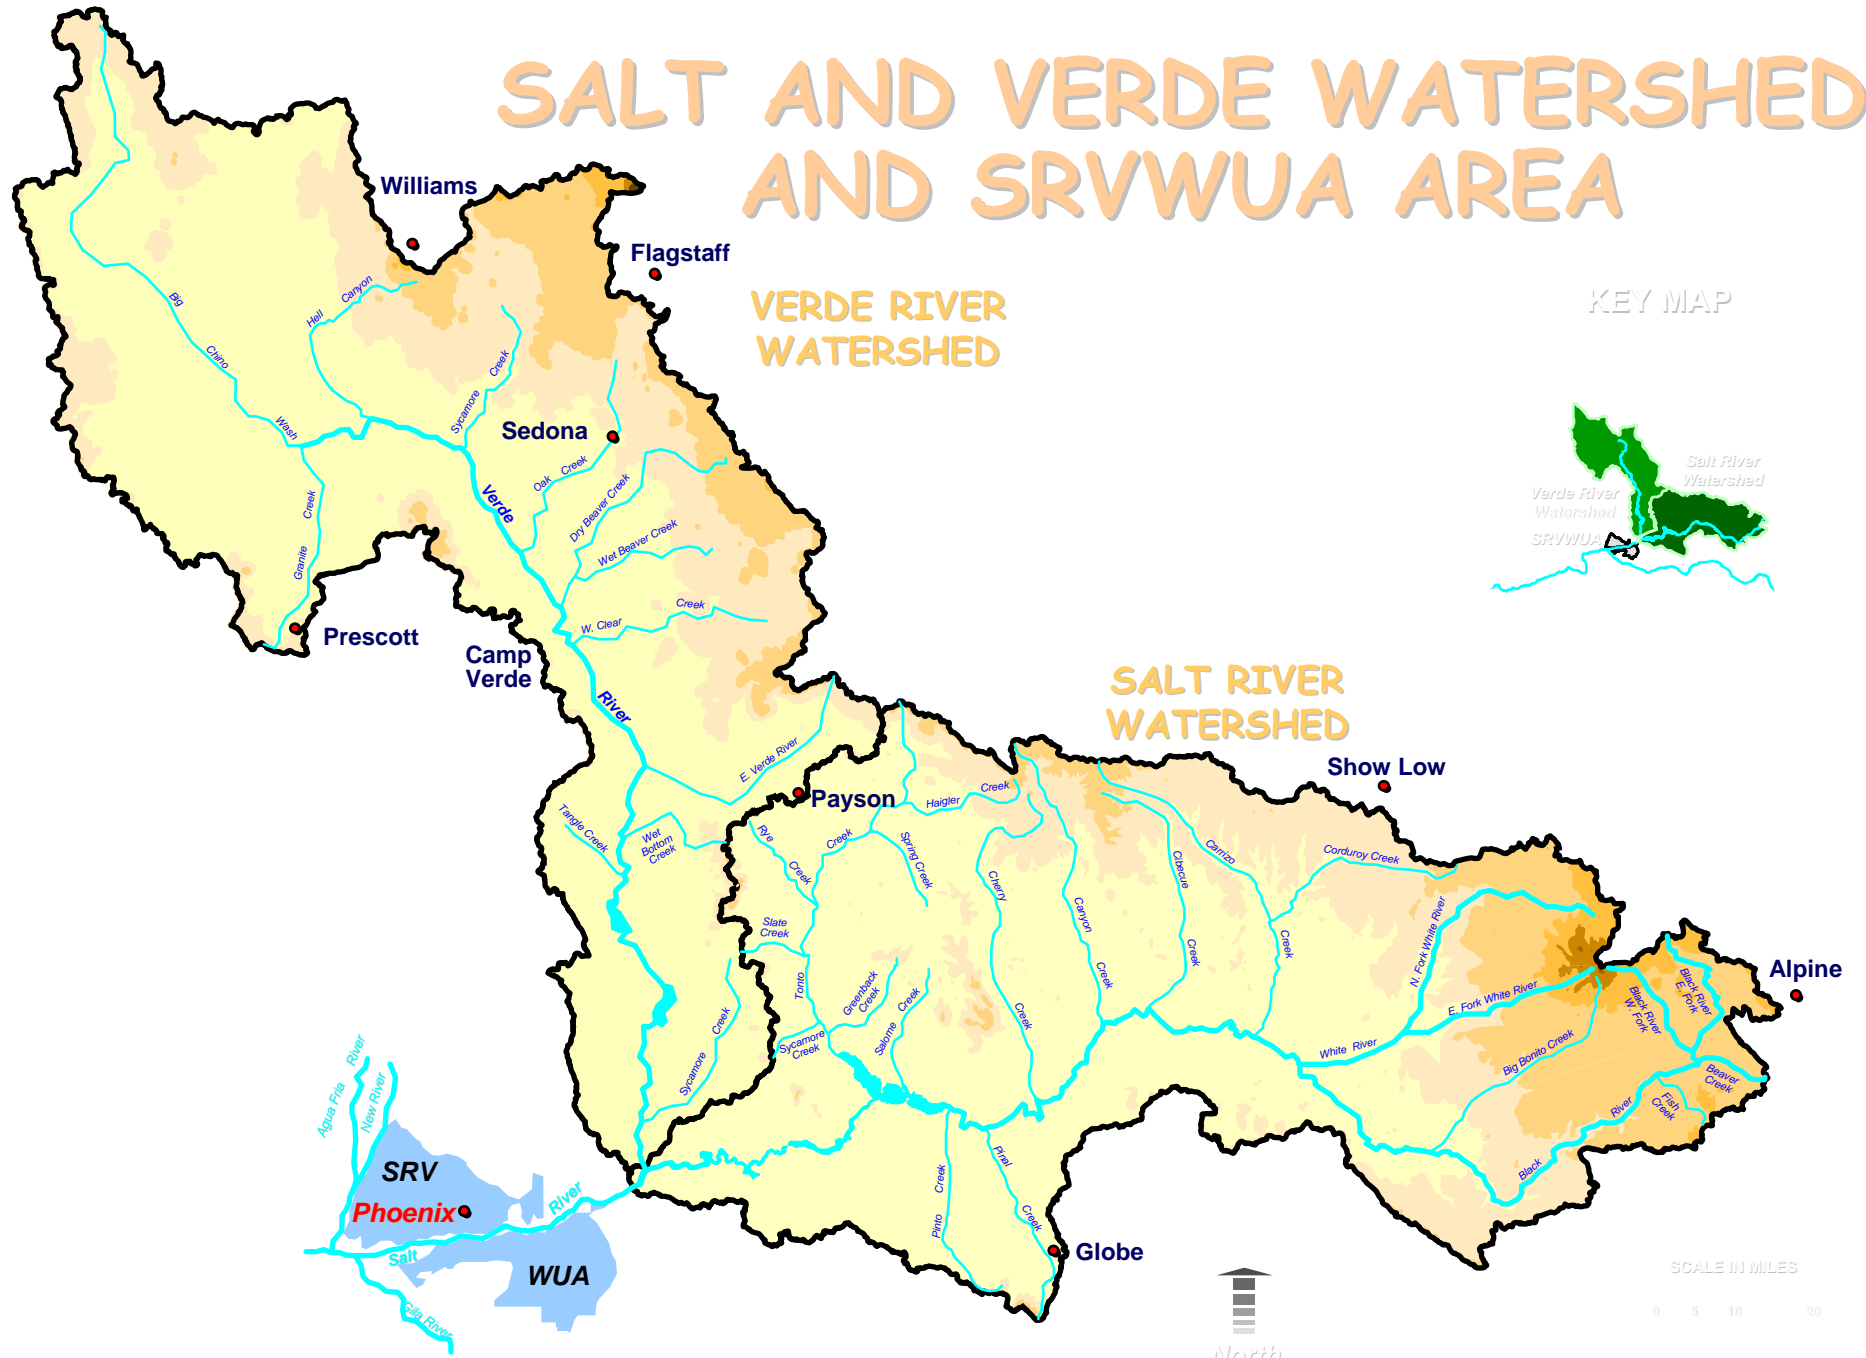 SALT AND VERDE WATERSHED
AND SRVWUA AREA
Williams
Flagstaff
VERDE RIVER
WATERSHED
KEY MAP
Salt River
Watershed
Verde River
Watershed
SRVWUA
Big
Chino
Wash
Hell
Canyon
Sycamore
Creek
Sedona
Oak
Creek
Verde
Dry Beaver Creek
Wet Beaver Creek
Granite
Creek
W. Clear
Creek
Prescott
Camp
Verde
River
E. Verde River
SALT RIVER
WATERSHED
Show Low
Payson
Tangle Creek
Wet
Bottom
Creek
Rye
Creek
Creek
Haigler
Creek
Spring Creek
Cherry
Creek
Canyon
Creek
Cibecue
Creek
Carrizo
Creek
Corduroy Creek
N. Fork White River
E. Fork White River
White River
Big Bonito Creek
Black River
W. Fork
Black River
E. Fork
Alpine
Beaver
Creek
Fish
Creek
River
Black
Slate
Creek
Tonto
Greenback
Creek
Salome
Creek
Sycamore
Creek
Sycamore
Creek
Pinto
Creek
Pinal
Creek
Globe
Agua Fria
River
New River
SRV
Phoenix
Salt
River
WUA
Gila River
SCALE IN MILES
0 5 10 20
North